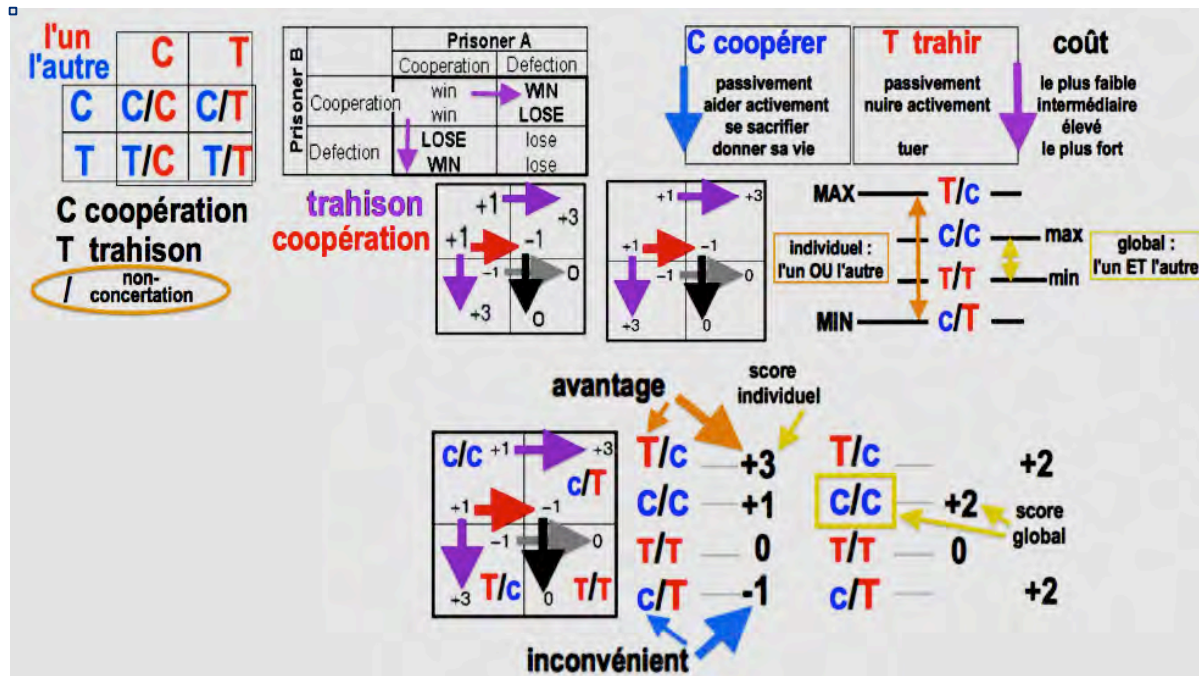 l'un
l'autre
C T
C C/C C/T
T T/C T/T
C coopération
T trahison
/ non-
concertation
Prisoner B
Prisoner A
Cooperation Defection
Cooperation
win WIN
win LOSE
Defection
LOSE lose
WIN lose
C coopérer T trahir coût
passivement passivement le plus faible
aider activement nuire activement intermédiaire
se sacrifier élevé
donner sa vie tuer le plus fort
trahison
coopération
+1 +3
+1 -1
-1 0
+3 0
+1 +3
+1 -1
-1 0
+3 0
MAX T/c
C/C max
individuel :
l'un OU l'autre
global :
l'un ET l'autre
T/T min
MIN c/T
avantage
score
individuel
C/C +1 +3
c/T
+1 -1
-1 0
T/c T/T
+3 0
T/c +3
C/C +1
T/T 0
c/T -1
T/c +2
C/C +2
score
global
T/T 0
c/T +2
inconvénient